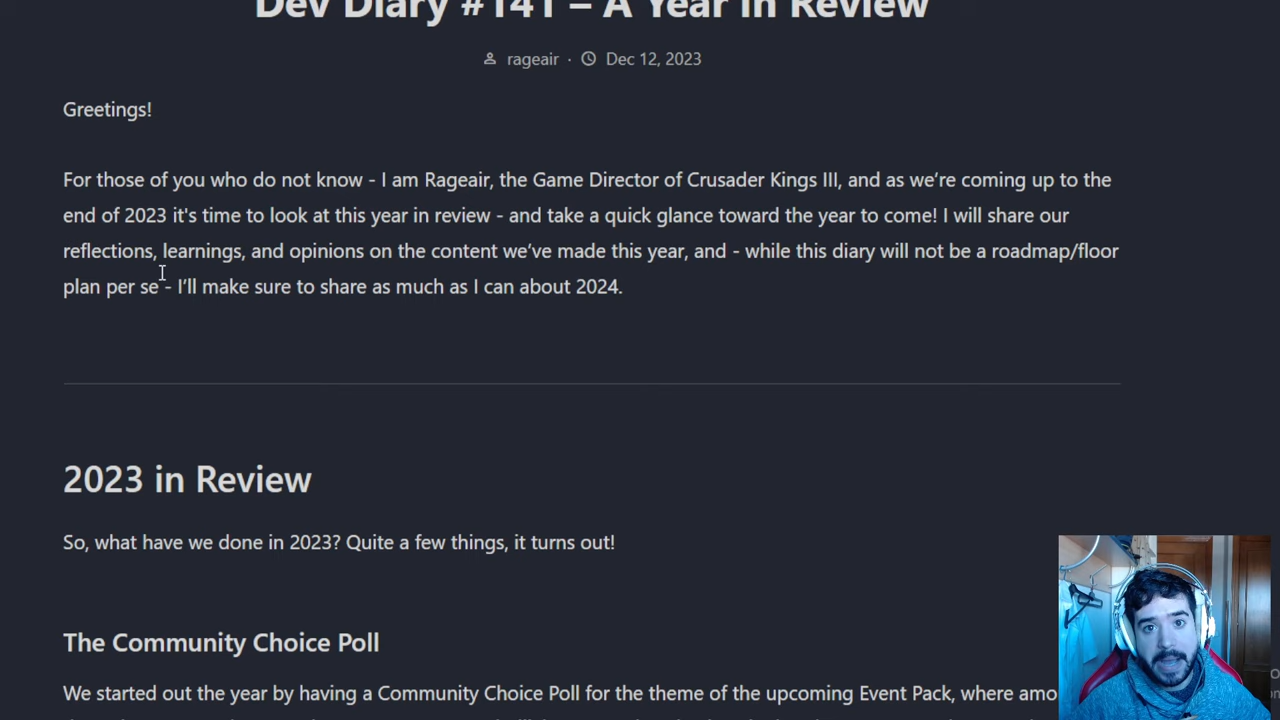 Dev Diary #141 – A Year in Review
rageair · Dec 12, 2023
Greetings!
For those of you who do not know - I am Rageair, the Game Director of Crusader Kings III, and as we’re coming up to the
end of 2023 it's time to look at this year in review - and take a quick glance toward the year to come! I will share our
reflections, learnings, and opinions on the content we’ve made this year, and - while this diary will not be a roadmap/floor
plan per se - I’ll make sure to share as much as I can about 2024.
2023 in Review
So, what have we done in 2023? Quite a few things, it turns out!
The Community Choice Poll
We started out the year by having a Community Choice Poll for the theme of the upcoming Event Pack, where